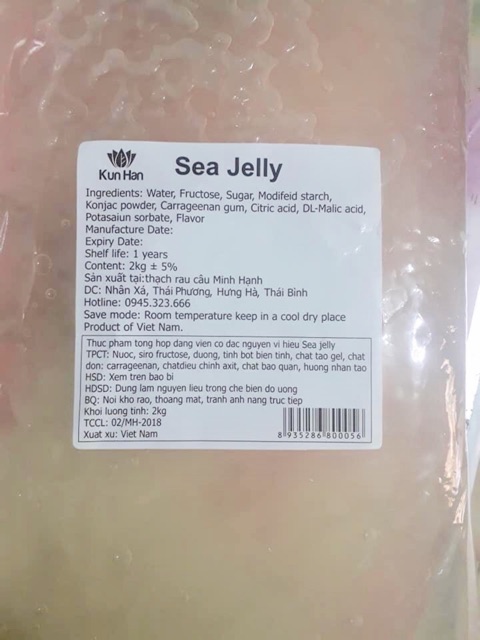 Kun Han
Sea Jelly
Ingredients: Water, Fructose, Sugar, Modifeid starch,
Konjac powder, Carrageenan gum, Citric acid, DL-Malic acid,
Potasaiun sorbate, Flavor
Manufacture Date:
Expiry Date:
Shelf life: 1 years
Content: 2kg ± 5%
Sản xuất tại:thạch rau câu Minh Hạnh
DC: Nhân Xá, Thái Phương, Hưng Hà, Thái Bình
Hotline: 0945.323.666
Save mode: Room temperature keep in a cool dry place
Product of Viet Nam.
Thuc pham tong hop dang vien co dac nguyen vi hieu Sea jelly
TPCT: Nuoc, siro fructose, duong, tinh bot bien tinh, chat tao gel, chat
don: carrageenan, chatdieu chinh axit, chat bao quan, huong nhan tao
HSD: Xem tren bao bi
HDSD: Dung lam nguyen lieu trong che bien do uong
BQ: Noi kho rao, thoang mat, tranh anh nang truc tiep
Khoi luong tinh: 2kg
TCCL: 02/MH-2018
Xuat xu: Viet Nam
8 935286 800056